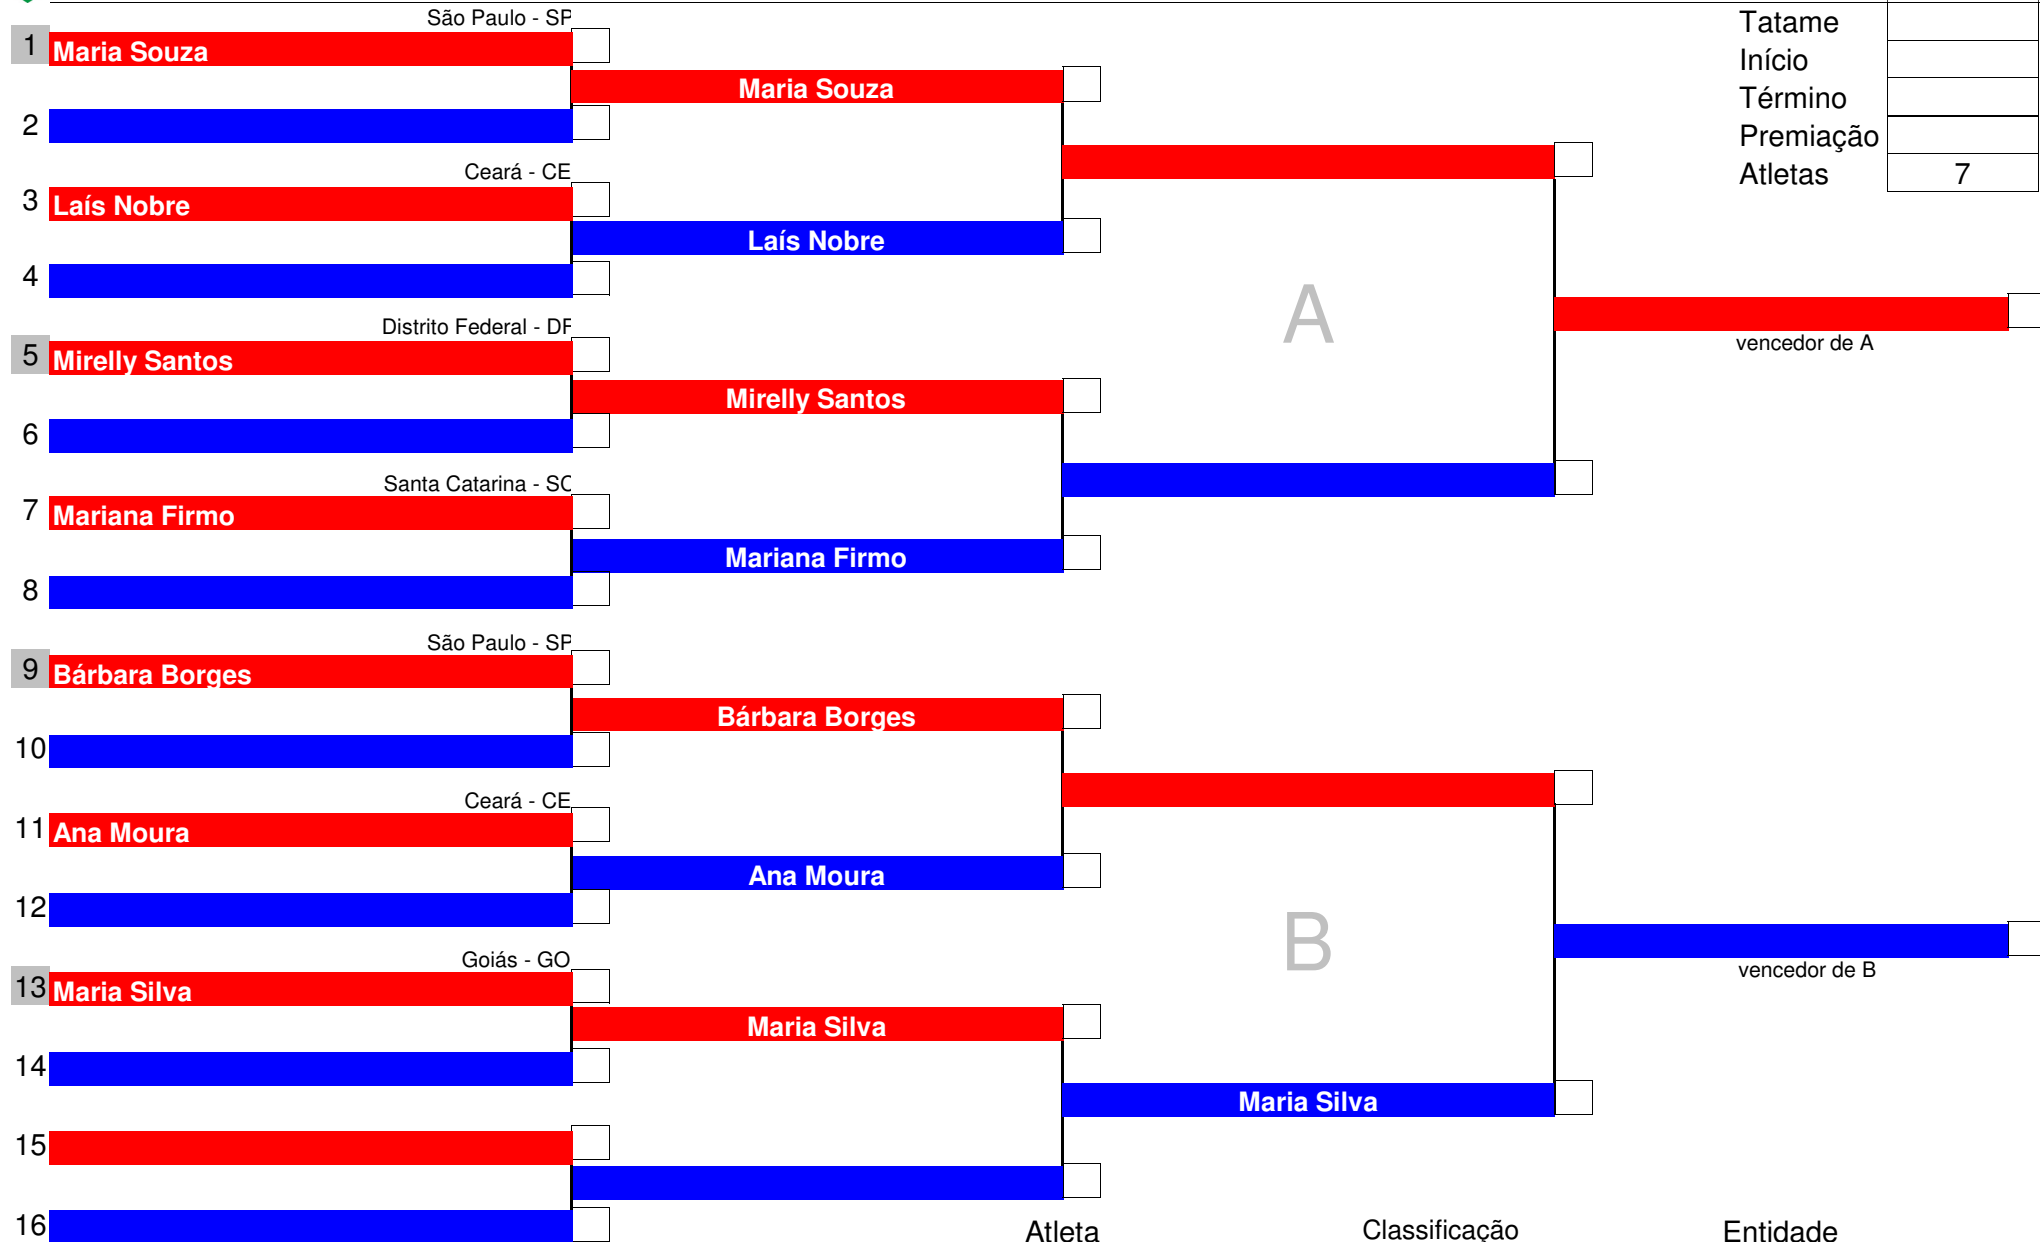 São Paulo - SP
1 Maria Souza
Maria Souza
2
Ceará - CE
3 Laís Nobre
Laís Nobre
4
Distrito Federal - DF
5 Mirelly Santos
Mirelly Santos
6
Santa Catarina - SC
7 Mariana Firmo
Mariana Firmo
8
São Paulo - SP
9 Bárbara Borges
Bárbara Borges
10
Ceará - CE
11 Ana Moura
Ana Moura
12
Goiás - GO
13 Maria Silva
Maria Silva
14
15
16
A
B
Maria Silva
Tatame
Início
Término
Premiação
Atletas 7
vencedor de A
vencedor de B
Atleta Classificação Entidade